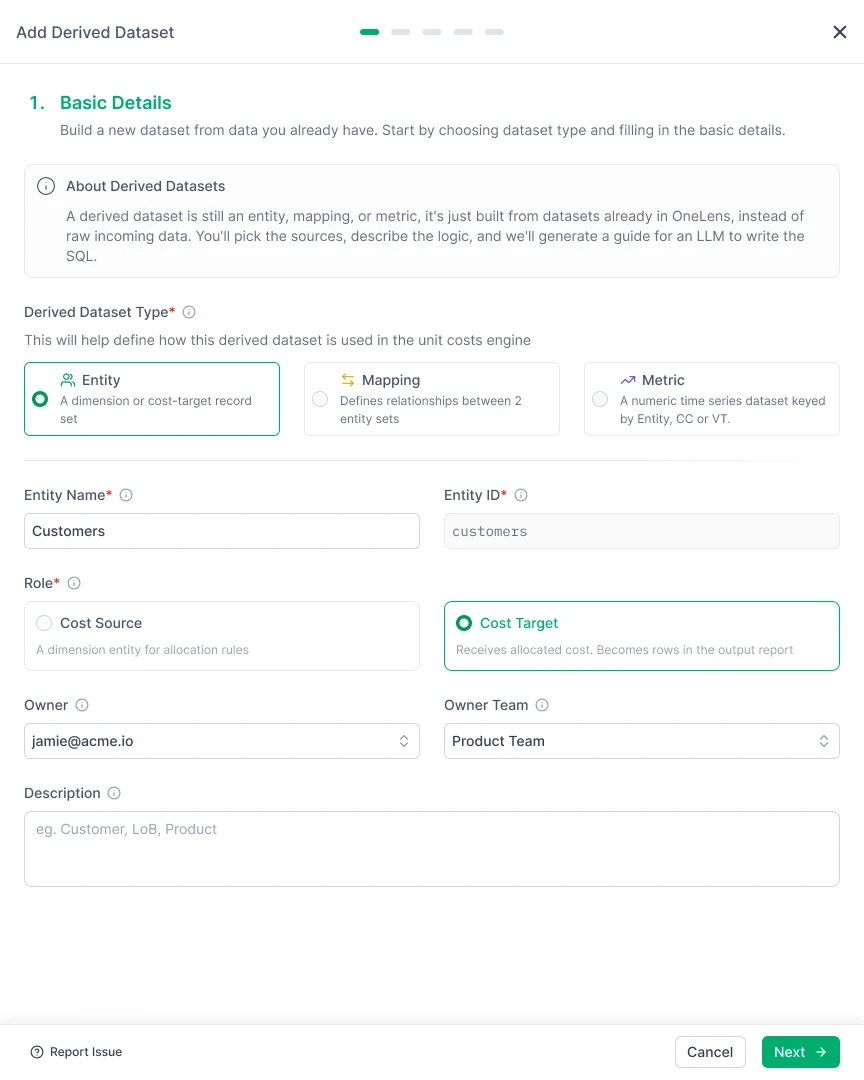 Add Derived Dataset
1. Basic Details
Build a new dataset from data you already have. Start by choosing dataset type and filling in the basic details.
About Derived Datasets
A derived dataset is still an entity, mapping, or metric, it's just built from datasets already in OneLens, instead of
raw incoming data. You'll pick the sources, describe the logic, and we'll generate a guide for an LLM to write the
SQL.
Derived Dataset Type*
This will help define how this derived dataset is used in the unit costs engine
Entity
A dimension or cost-target record
set
Mapping
Defines relationships between 2
entity sets
Metric
A numeric time series dataset keyed
by Entity, CC or VT.
Entity Name*
Customers
Entity ID*
customers
Role*
Cost Source
A dimension entity for allocation rules
Cost Target
Receives allocated cost. Becomes rows in the output report
Owner
jamie@acme.io
Owner Team
Product Team
Description
eg. Customer, LoB, Product
Report Issue
Cancel
Next